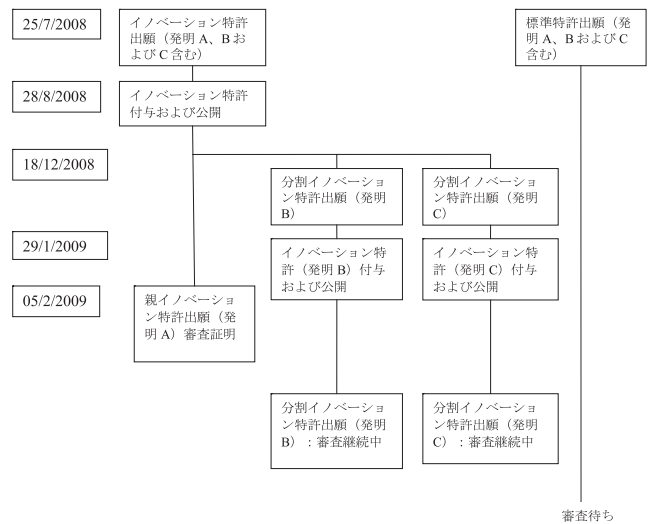 25/7/2008
イノベーション特許
出願（発明 A、B お
よび C 含む）
標準特許出願（発
明 A、B および C
含む）
28/8/2008
イノベーション特許
付与および公開
18/12/2008
分割イノベーショ
ン特許出願（発明
B）
分割イノベーショ
ン特許出願（発明
C）
29/1/2009
イノベーション特
許（発明 B）付与
および公開
イノベーション特
許（発明 C）付与
および公開
05/2/2009
親イノベーショ
ン特許出願（発
明 A）審査証明
分割イノベーショ
ン特許出願（発明
B）：審査継続中
分割イノベーショ
ン特許出願（発明
C）：審査継続中
審査待ち